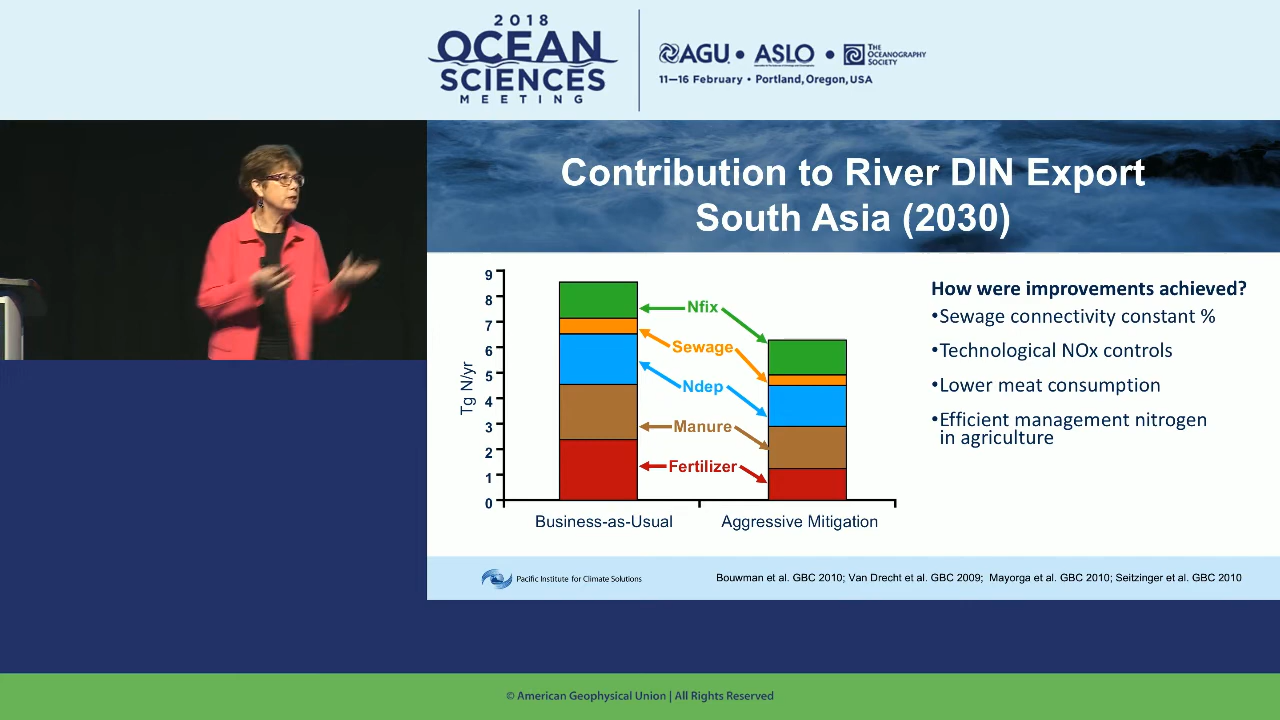 2018
OCEAN
SCIENCES
MEETING
AGU • ASLO • THE OCEANOGRAPHY SOCIETY
11–16 February • Portland, Oregon, USA
Contribution to River DIN Export
South Asia (2030)
9
8
7
6
5
4
3
2
1
0
Tg N/yr
Nfix
Sewage
Ndep
Manure
Fertilizer
Business-as-Usual
Aggressive Mitigation
How were improvements achieved?
•Sewage connectivity constant %
•Technological NOx controls
•Lower meat consumption
•Efficient management nitrogen
in agriculture
Pacific Institute for Climate Solutions
Bouwman et al. GBC 2010; Van Drecht et al. GBC 2009; Mayorga et al. GBC 2010; Seitzinger et al. GBC 2010
© American Geophysical Union | All Rights Reserved